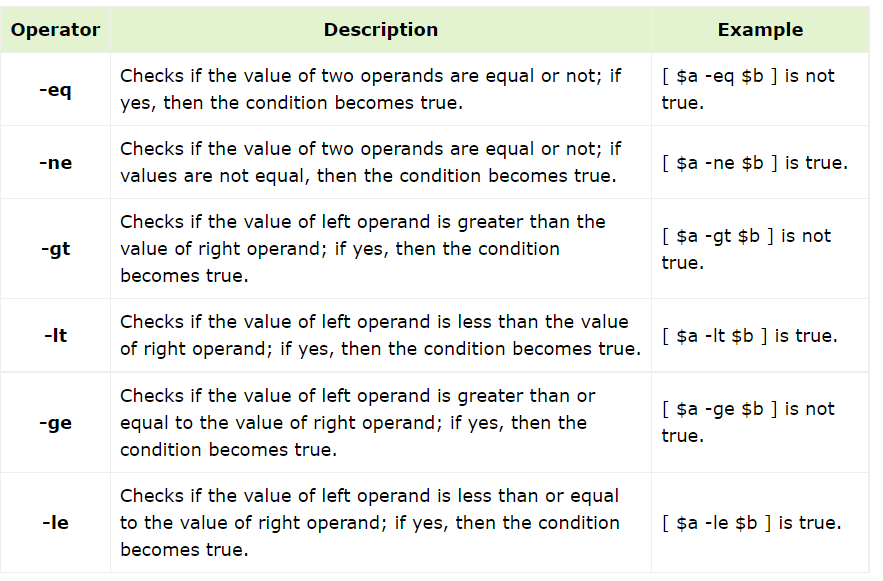 Operator Description Example
-eq
Checks if the value of two operands are equal or not; if
yes, then the condition becomes true.
[ $a -eq $b ] is not
true.
-ne
Checks if the value of two operands are equal or not; if
values are not equal, then the condition becomes true.
[ $a -ne $b ] is true.
-gt
Checks if the value of left operand is greater than the
value of right operand; if yes, then the condition
becomes true.
[ $a -gt $b ] is not
true.
-lt
Checks if the value of left operand is less than the value
of right operand; if yes, then the condition becomes true.
[ $a -lt $b ] is true.
-ge
Checks if the value of left operand is greater than or
equal to the value of right operand; if yes, then the
condition becomes true.
[ $a -ge $b ] is not
true.
-le
Checks if the value of left operand is less than or equal
to the value of right operand; if yes, then the condition
becomes true.
[ $a -le $b ] is true.